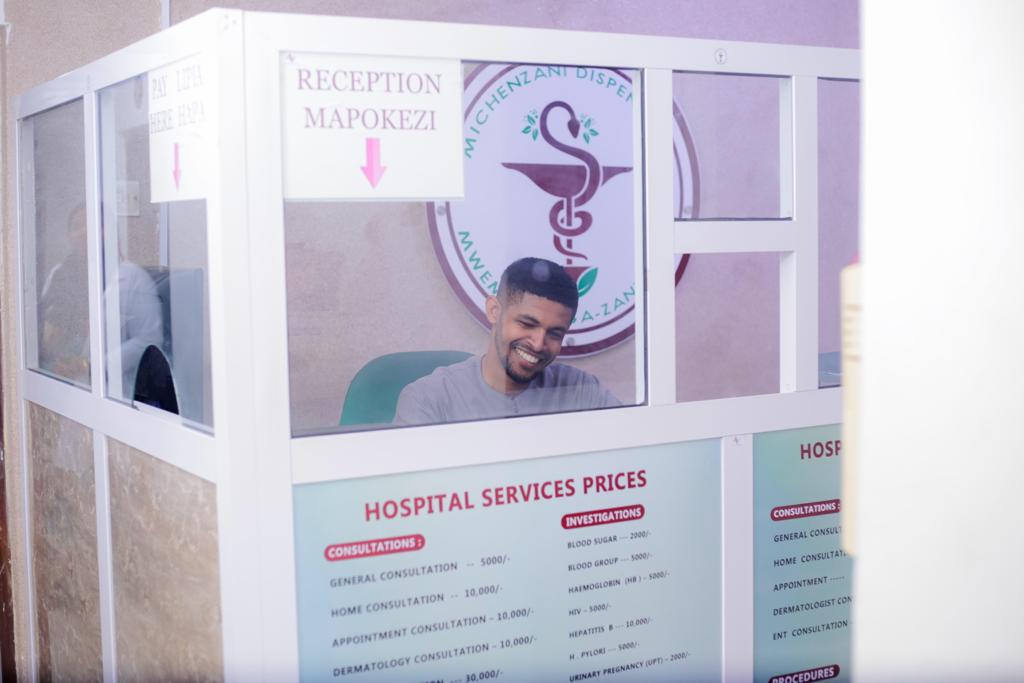 PAY LIPIA
HERE HAPA
RECEPTION
MAPOKEZI
MICHENZANI DISPEN
MWEM
A-ZAN
HOSPITAL SERVICES PRICES
CONSULTATIONS :
GENERAL CONSULTATION -- 5000/-
HOME CONSULTATION -- 10,000/-
APPOINTMENT CONSULTATION – 10,000/-
DERMATOLOGY CONSULTATION – 10,000/-
-- 30,000/-
INVESTIGATIONS
BLOOD SUGAR --- 2000/-
BLOOD GROUP --- 5000/-
HAEMOGLOBIN (HB ) – 5000/-
HIV – 5000/-
HEPATITIS B --- 10,000/-
H . PYLORI --- 5000/-
URINARY PREGNANCY (UPT) – 2000/-
HOSP
CONSULTATIONS :
GENERAL CONSULT
HOME CONSULTA
APPOINTMENT -----
DERMATOLOGIST CON
ENT CONSULTATION
PROCEDURES